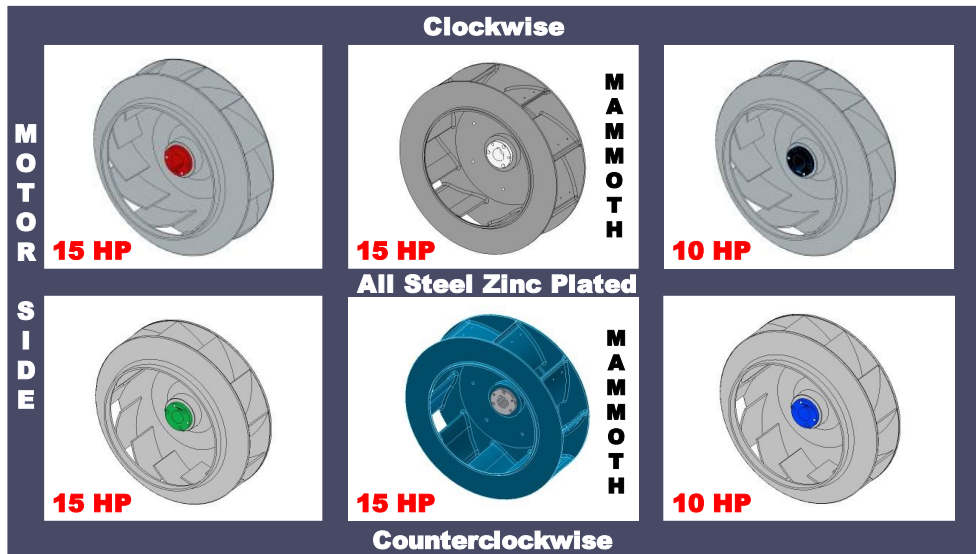 Clockwise
MOTOR SIDE
15 HP
15 HP
MAMMOTH
10 HP
All Steel Zinc Plated
15 HP
15 HP
MAMMOTH
10 HP
Counterclockwise